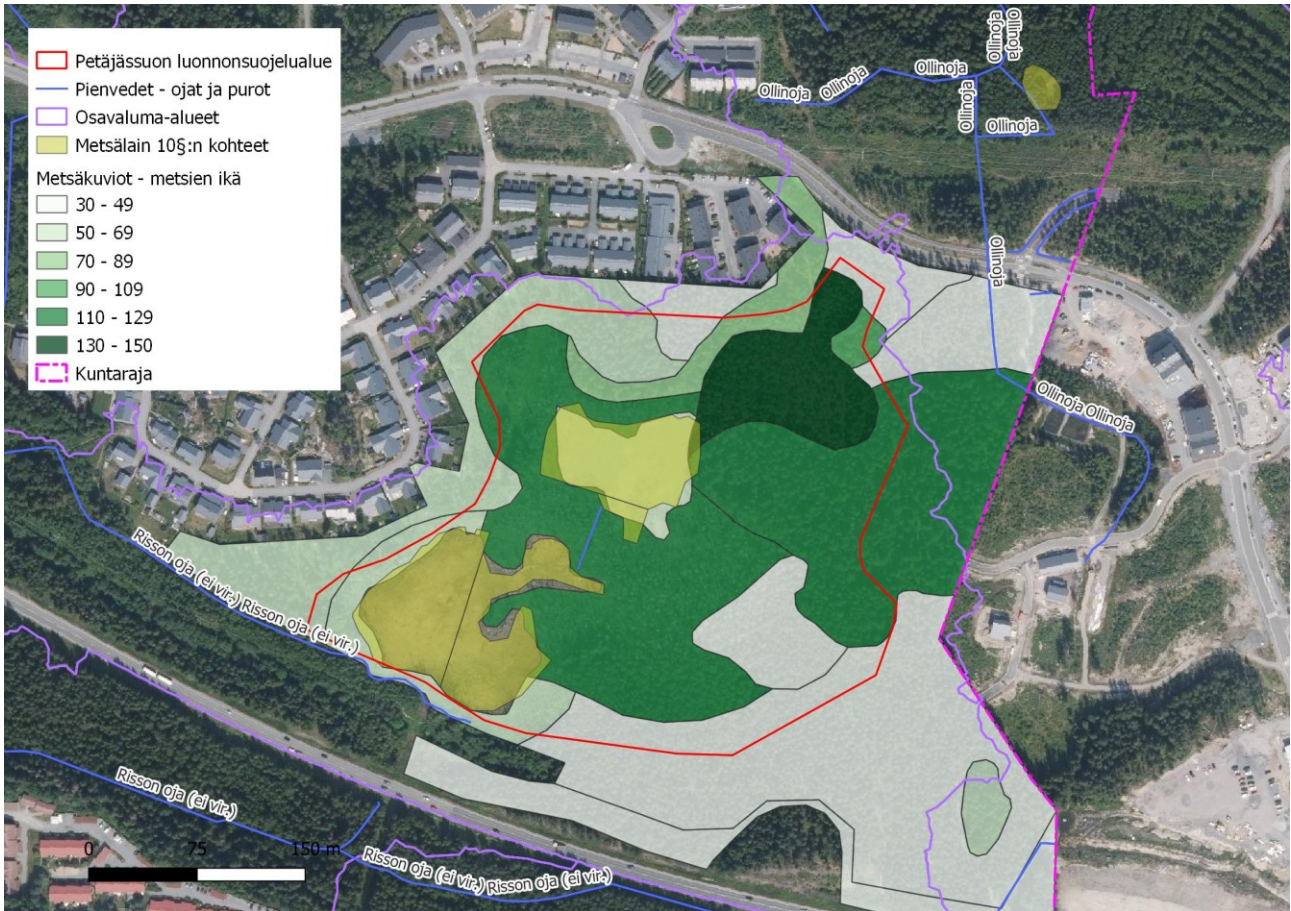 Petäjässuon luonnonsuojelualue
Pienvedet - ojat ja purot
Osavaluma-alueet
Metsälain 10§:n kohteet
Metsäkuviot - metsien ikä
30 - 49
50 - 69
70 - 89
90 - 109
110 - 129
130 - 150
Kuntaraja
Ollinoja
Ollinoja
Ollinoja
Ollinoja
Ollinoja
Ollinoja
Ollinoja
Ollinoja
Ollinoja Ollinoja
Risson oja (ei vir.) Risson oja (ei vir.)
Risson oja (ei vir.)
Risson oja (ei vir.) Risson oja (ei vir.)
0 75 150 m